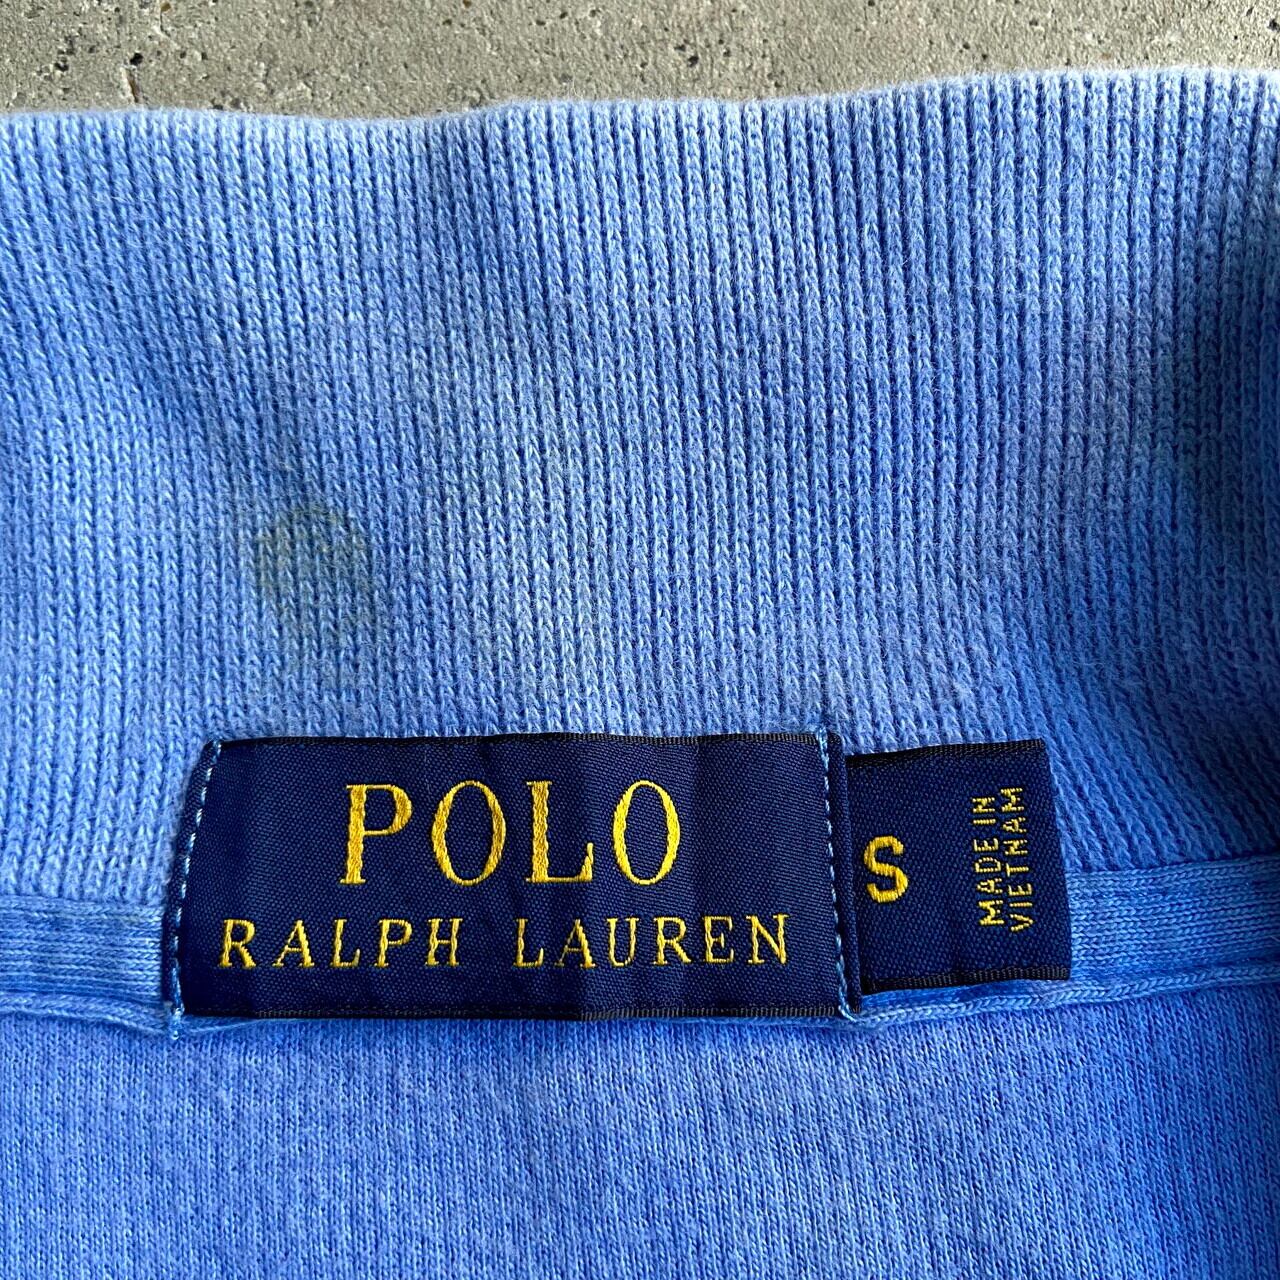 POLO
RALPH LAUREN
S
MADE IN
VIETNAM